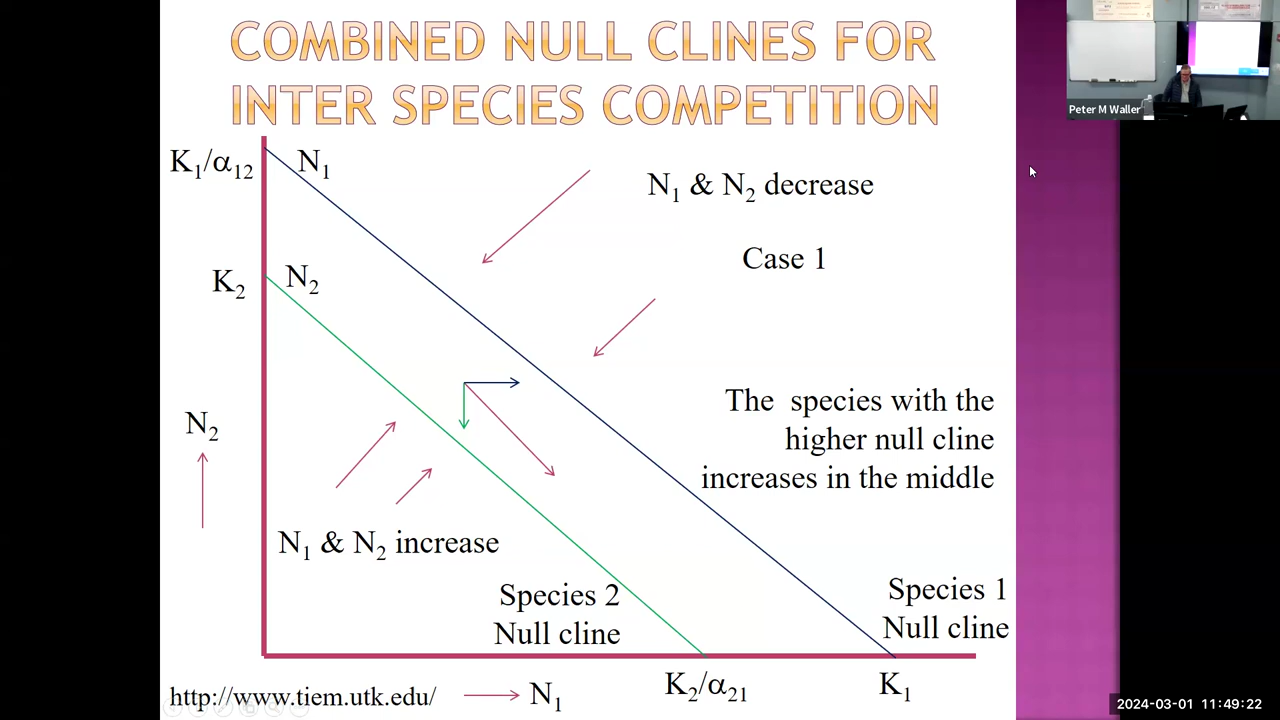 COMBINED NULL CLINES FOR
INTER SPECIES COMPETITION
Peter M Waller
K₁/α₁₂
N₁
N₁ & N₂ decrease
Case 1
K₂
N₂
The species with the
higher null cline
increases in the middle
N₂
N₁ & N₂ increase
Species 2
Null cline
Species 1
Null cline
K₂/α₂₁
K₁
http://www.tiem.utk.edu/
N₁
2024-03-01 11:49:22